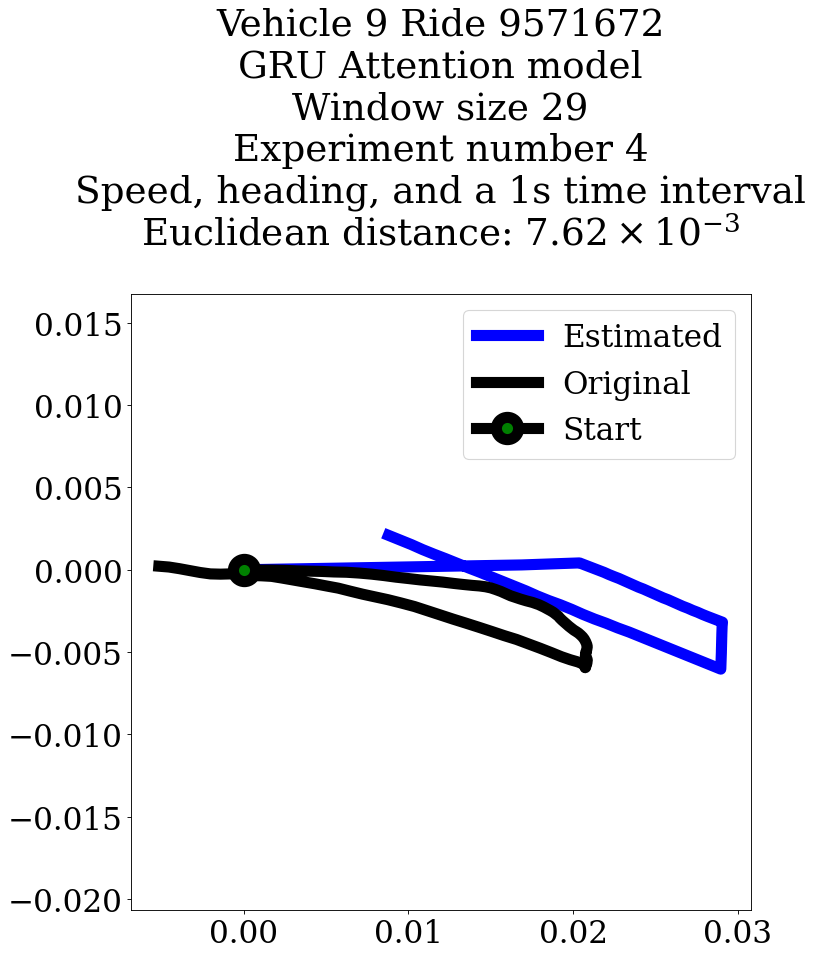 Vehicle 9 Ride 9571672
GRU Attention model
Window size 29
Experiment number 4
Speed, heading, and a 1s time interval
Euclidean distance: 7.62 × 10⁻³
Estimated
Original
Start
0.015
0.010
0.005
0.000
−0.005
−0.010
−0.015
−0.020
0.00 0.01 0.02 0.03